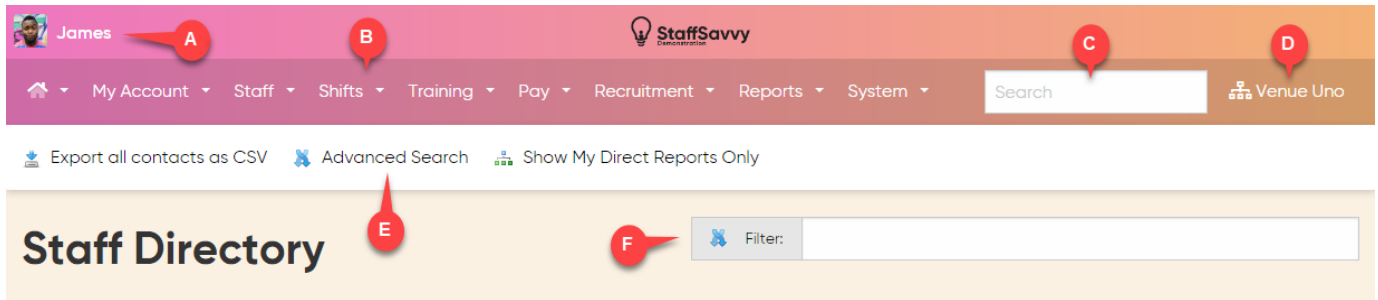 James
A
B
StaffSavvy
Demonstration
C
D
My Account Staff Shifts Training Pay Recruitment Reports System Search Venue Uno
Export all contacts as CSV Advanced Search Show My Direct Reports Only
E
Staff Directory
F
Filter: